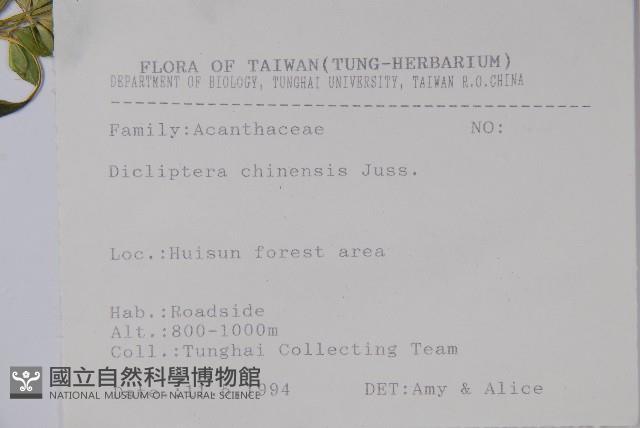 FLORA OF TAIWAN(TUNG-HERBARIUM)
DEPARTMENT OF BIOLOGY, TUNGHAI UNIVERSITY, TAIWAN R.O.CHINA
Family:Acanthaceae NO:
Dicliptera chinensis Juss.
Loc.:Huisun forest area
Hab.:Roadside
Alt.:800-1000m
Coll.:Tunghai Collecting Team
1994 DET:Amy & Alice
國立自然科學博物館
NATIONAL MUSEUM OF NATURAL SCIENCE